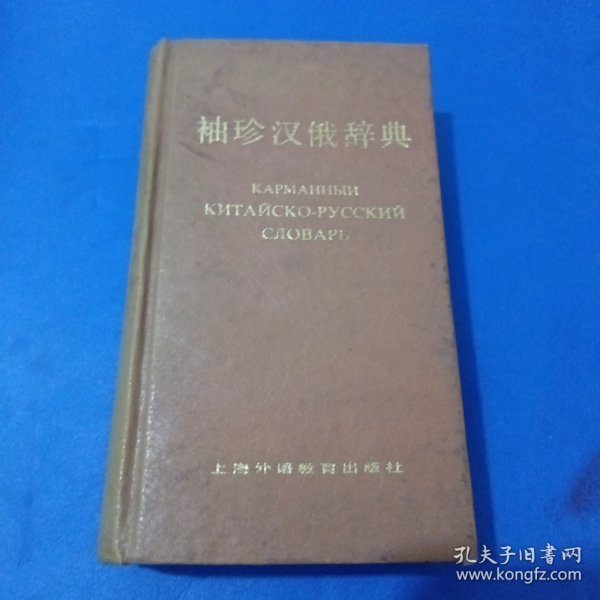 袖珍汉俄辞典
КАРМАННЫЙ
КИТАЙСКО-РУССКИЙ
СЛОВАРЬ
上海外语教育出版社
孔夫子旧书网
www.kongfz.com